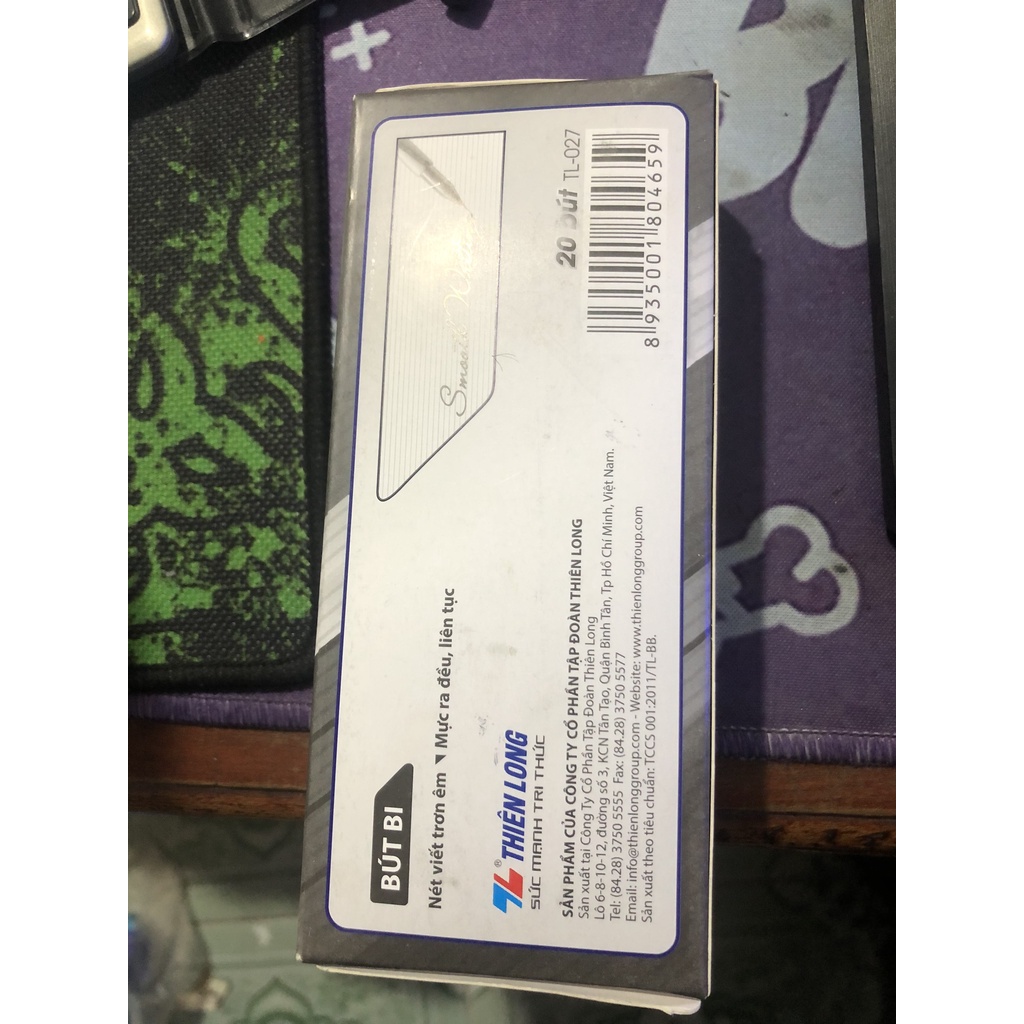 BÚT BI
Nét viết trơn êm Mực ra đều, liên tục
THIÊN LONG®
SỨC MẠNH TRI THỨC
SẢN PHẨM CỦA CÔNG TY CỔ PHẦN TẬP ĐOÀN THIÊN LONG
Sản xuất tại Công Ty Cổ Phần Tập Đoàn Thiên Long
Lô 6-8-10-12, đường số 3, KCN Tân Tạo, Quận Bình Tân, Tp Hồ Chí Minh, Việt Nam.
Tel: (84.28) 3750 5555 Fax: (84.28) 3750 5577
Email: info@thienlonggroup.com - Website: www.thienlonggroup.com
Sản xuất theo tiêu chuẩn: TCCS 001:2011/TL-BB.
Smooth
20 bút TL-027
8 935001 804659